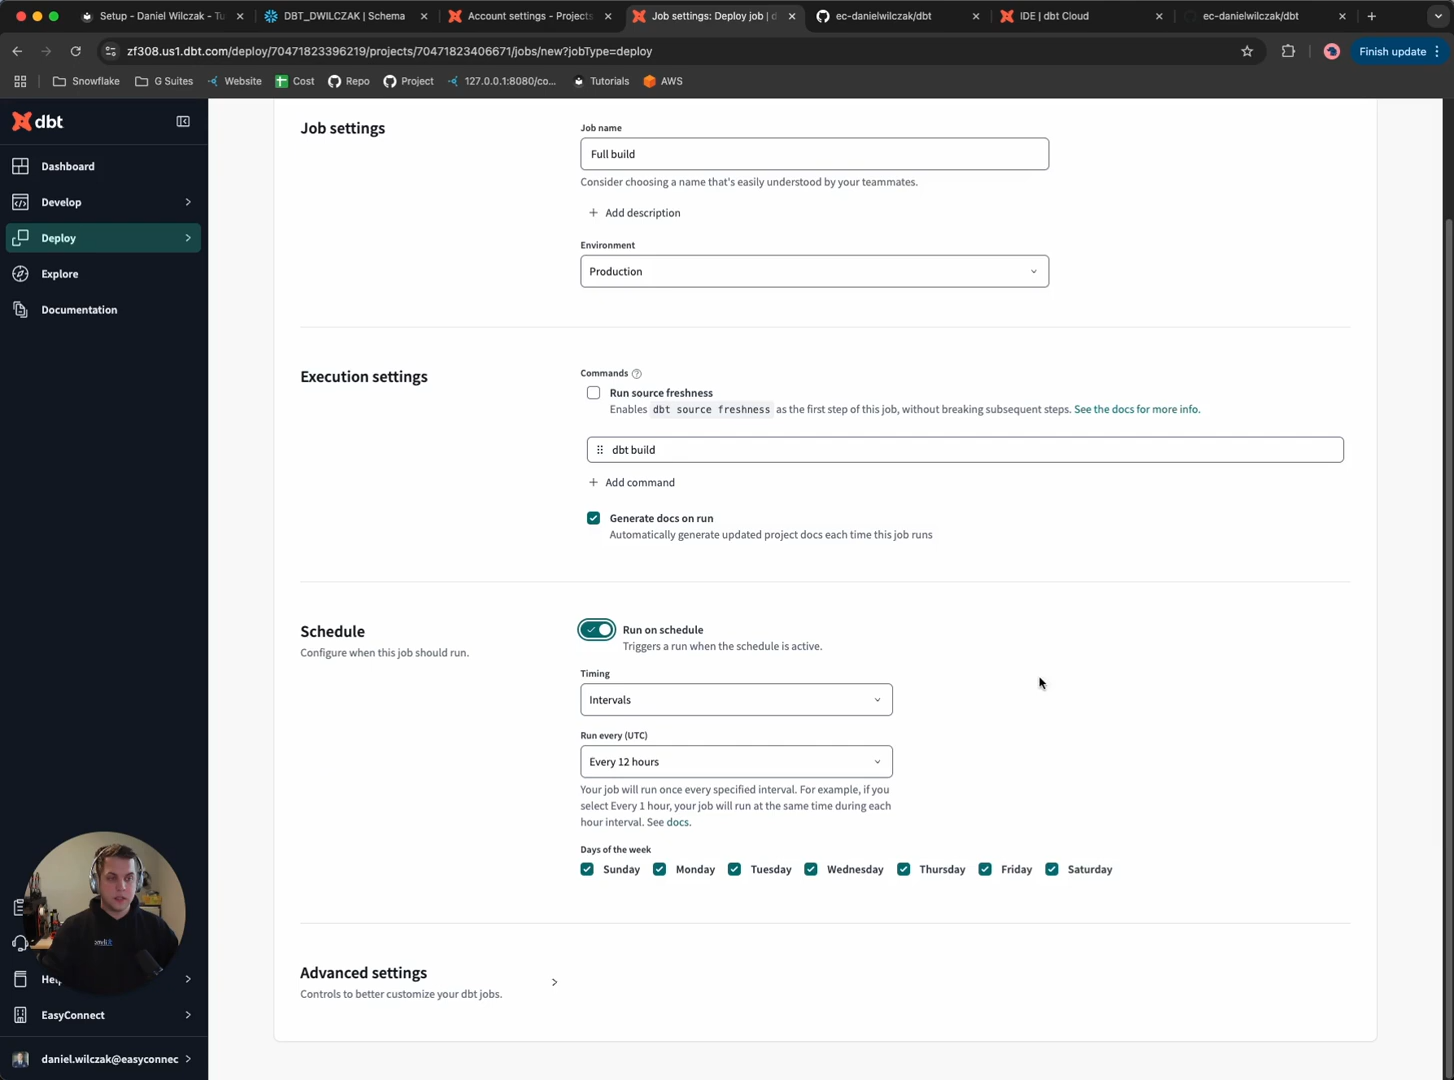 Setup - Daniel Wilczak - Tu
DBT_DWILCZAK | Schema
Account settings - Projects
Job settings: Deploy job | d
ec-danielwilczak/dbt
IDE | dbt Cloud
ec-danielwilczak/dbt
zf308.us1.dbt.com/deploy/70471823396219/projects/70471823406671/jobs/new?jobType=deploy
Finish update
Snowflake
G Suites
Website
Cost
Repo
Project
127.0.0.1:8080/co...
Tutorials
AWS
dbt
Dashboard
Develop
Deploy
Explore
Documentation
EasyConnect
daniel.wilczak@easyconnec
Job settings
Job name
Full build
Consider choosing a name that's easily understood by your teammates.
+ Add description
Environment
Production
Execution settings
Commands ?
Run source freshness
Enables dbt source freshness as the first step of this job, without breaking subsequent steps. See the docs for more info.
dbt build
+ Add command
Generate docs on run
Automatically generate updated project docs each time this job runs
Schedule
Configure when this job should run.
Run on schedule
Triggers a run when the schedule is active.
Timing
Intervals
Run every (UTC)
Every 12 hours
Your job will run once every specified interval. For example, if you
select Every 1 hour, your job will run at the same time during each
hour interval. See docs.
Days of the week
Sunday Monday Tuesday Wednesday Thursday Friday Saturday
Advanced settings
Controls to better customize your dbt jobs.